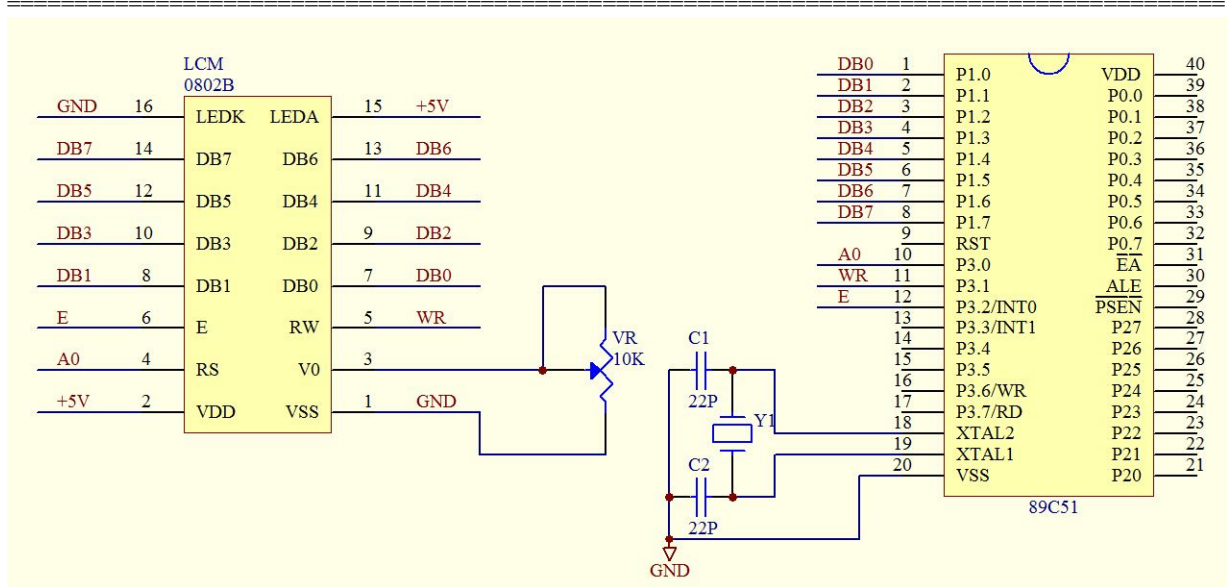 LCM
0802B
GND 16 LEDK LEDA 15 +5V
DB7 14 DB7 DB6 13 DB6
DB5 12 DB5 DB4 11 DB4
DB3 10 DB3 DB2 9 DB2
DB1 8 DB1 DB0 7 DB0
E 6 E RW 5 WR
A0 4 RS V0 3
+5V 2 VDD VSS 1 GND
VR
10K
C1
22P
Y1
C2
22P
GND
DB0 1 P1.0 VDD 40
DB1 2 P1.1 P0.0 39
DB2 3 P1.2 P0.1 38
DB3 4 P1.3 P0.2 37
DB4 5 P1.4 P0.3 36
DB5 6 P1.5 P0.4 35
DB6 7 P1.6 P0.5 34
DB7 8 P1.7 P0.6 33
9 RST P0.7 32
A0 10 P3.0 EA 31
WR 11 P3.1 ALE 30
E 12 P3.2/INT0 PSEN 29
13 P3.3/INT1 P27 28
14 P3.4 P26 27
15 P3.5 P25 26
16 P3.6/WR P24 25
17 P3.7/RD P23 24
18 XTAL2 P22 23
19 XTAL1 P21 22
20 VSS P20 21
89C51